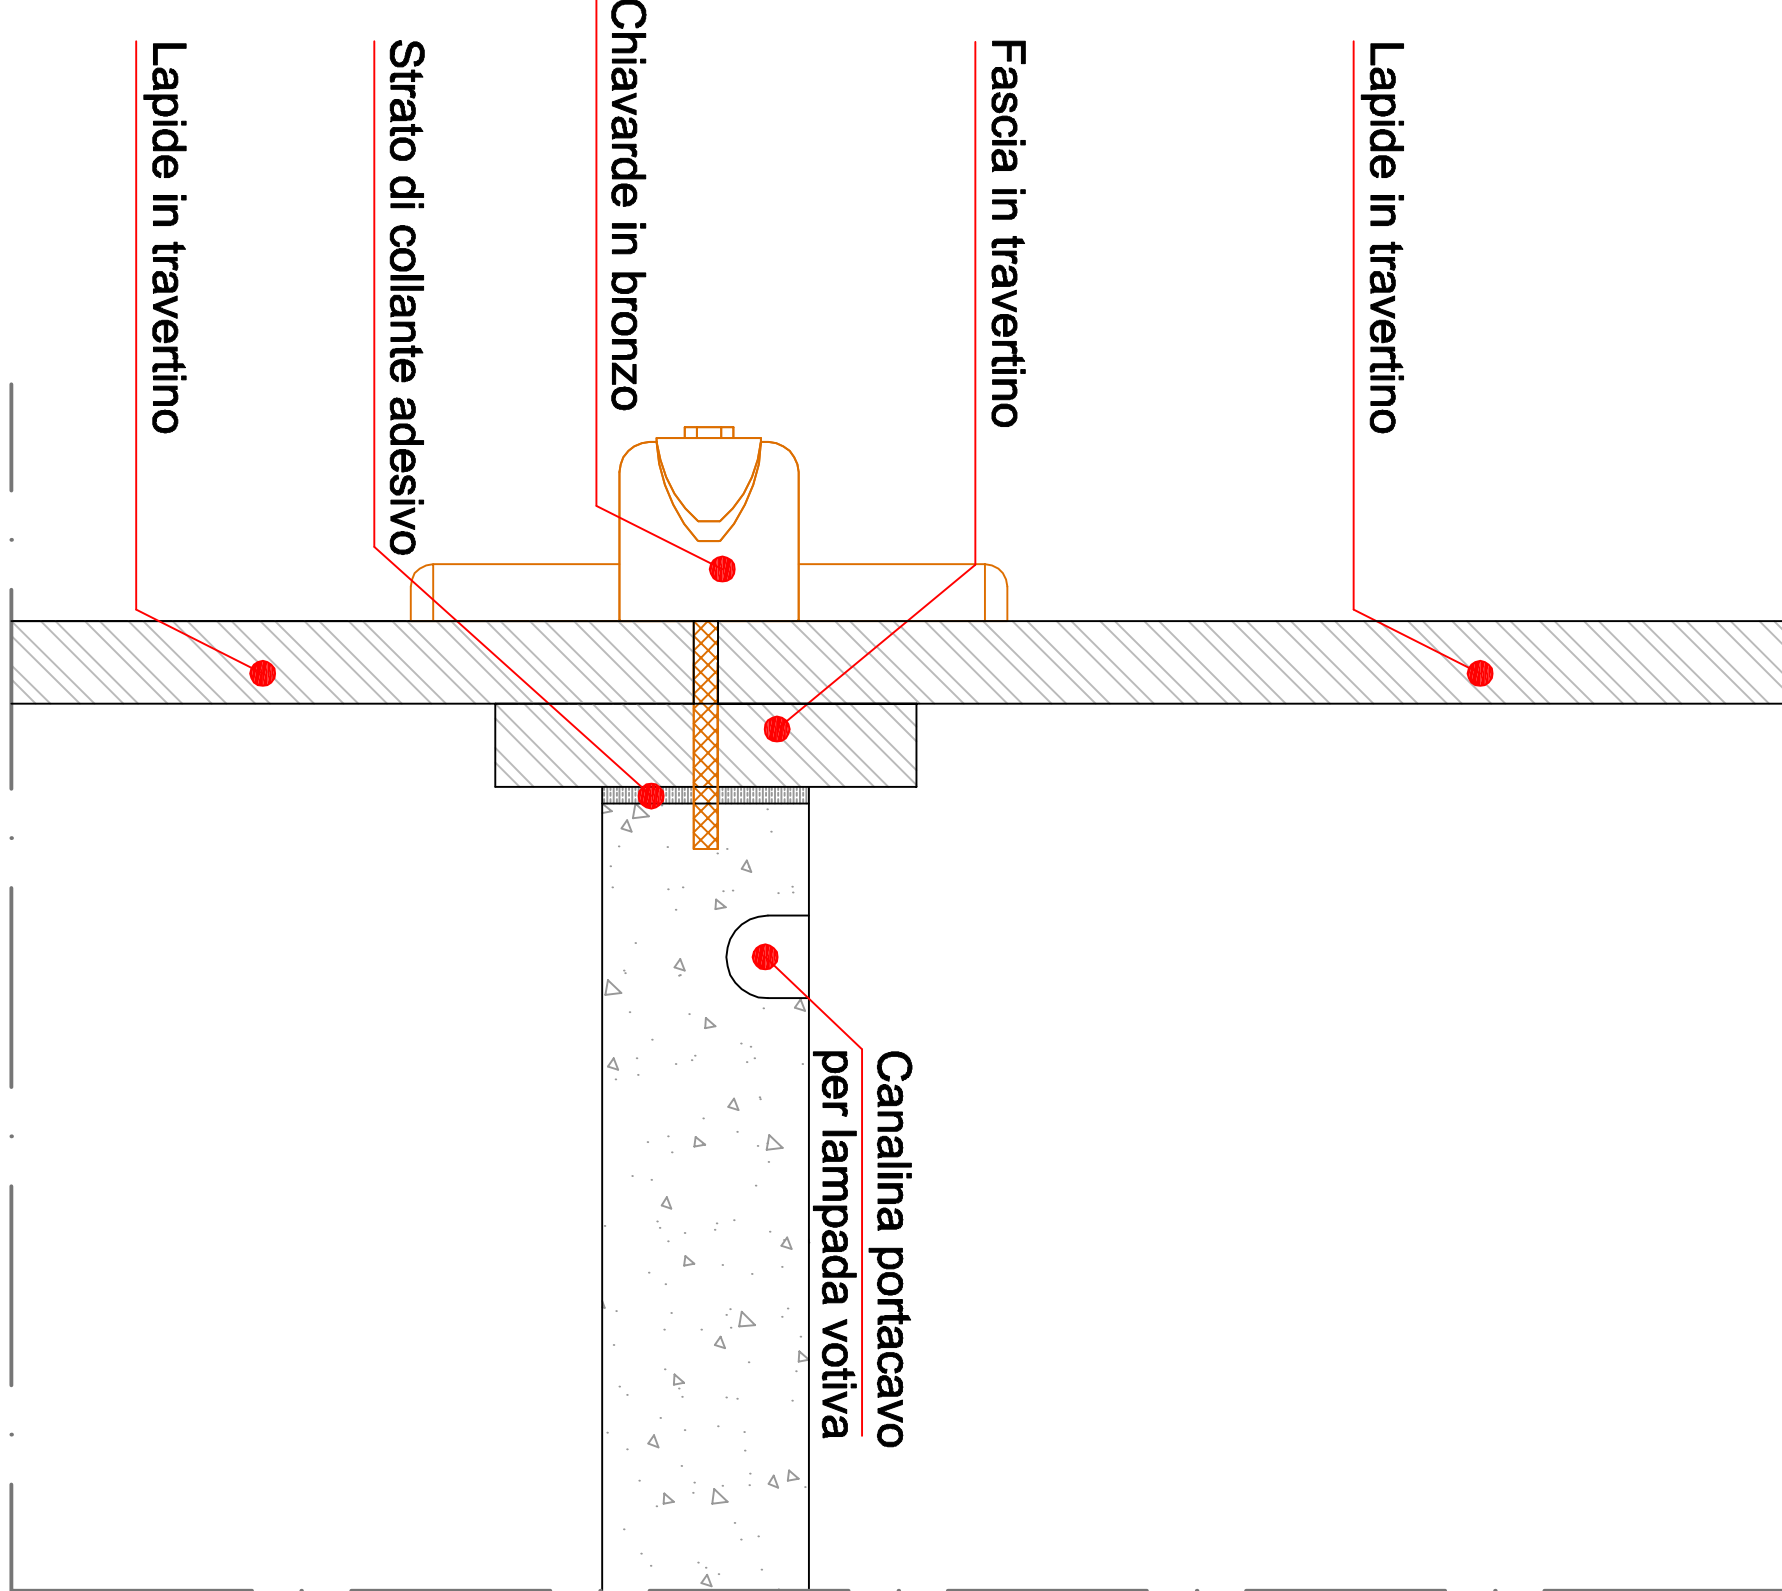 Lapide in travertino
Fascia in travertino
Chiavarde in bronzo
Strato di collante adesivo
Lapide in travertino
Canalina portacavo
per lampada votiva